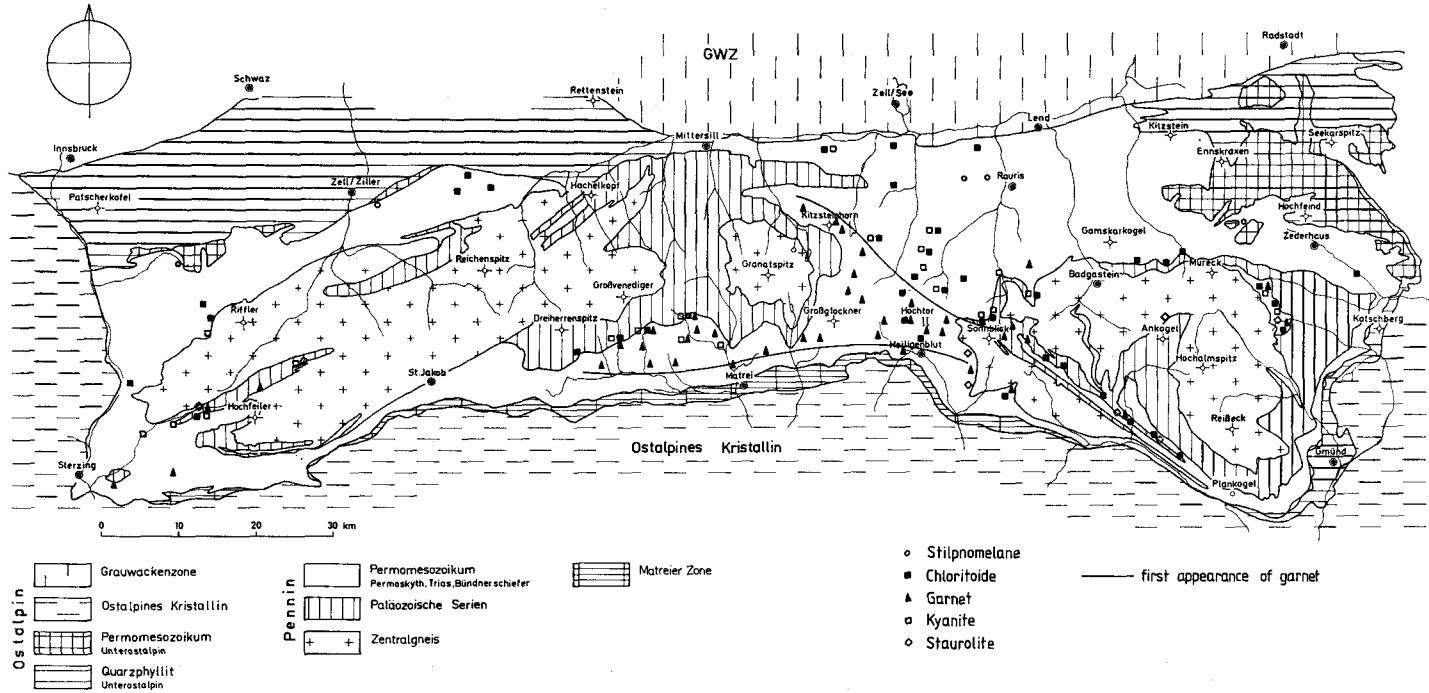 Radstadt
GWZ
Schwaz
Rettenstein
Zell/See
Lend
Kitzstein
Seekarspitz
Innsbruck
Mittersill
Ennskraxen
Zell/Ziller
Hachelkopf
Rauris
Patscherkofel
Kitzsteinhorn
Hochfeind
Gamskarkogel
Zederhaus
Reichenspitz
Granatspitz
Mureck
Badgastein
Großvenediger
Riffler
Dreiherrenspitz
Großglockner
Hochtor
Sonnblick
Ankogel
Katschberg
Heiligenblut
Hochalmspitz
St.Jakob
Matrei
Hochfeiler
Reißeck
Ostalpines Kristallin
Sterzing
Gmünd
Plankogel
0 10 20 30 km
Ostalpin
Grauwackenzone
Ostalpines Kristallin
Permomesozoikum
Unterostalpin
Quarzphyllit
Unterostalpin
Pennin
Permomesozoikum
Permoskyth, Trias, Bündnerschiefer
Patäozoische Serien
Zentralgneis
Matreier Zone
Stilpnomelane
Chloritoide
Garnet
Kyanite
Staurolite
first appearance of garnet